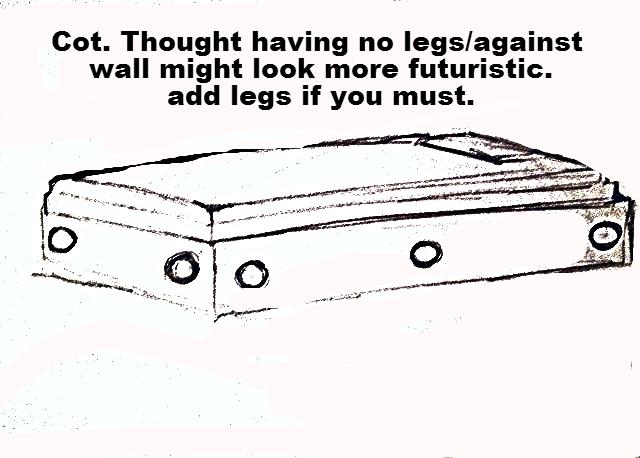 Cot. Thought having no legs/against
wall might look more futuristic.
add legs if you must.